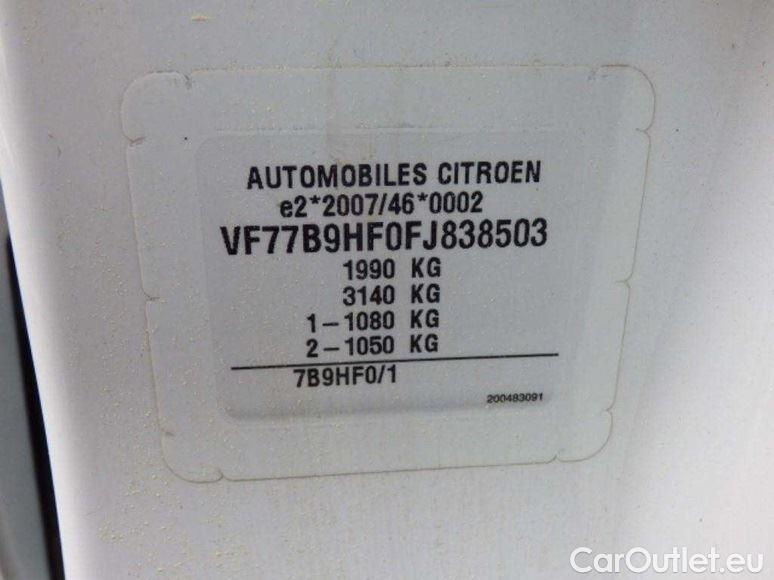 AUTOMOBILES CITROEN
e2*2007/46*0002
VF77B9HF0FJ838503
1990 KG
3140 KG
1-1080 KG
2-1050 KG
7B9HF0/1
200483091
CarOutlet.eu